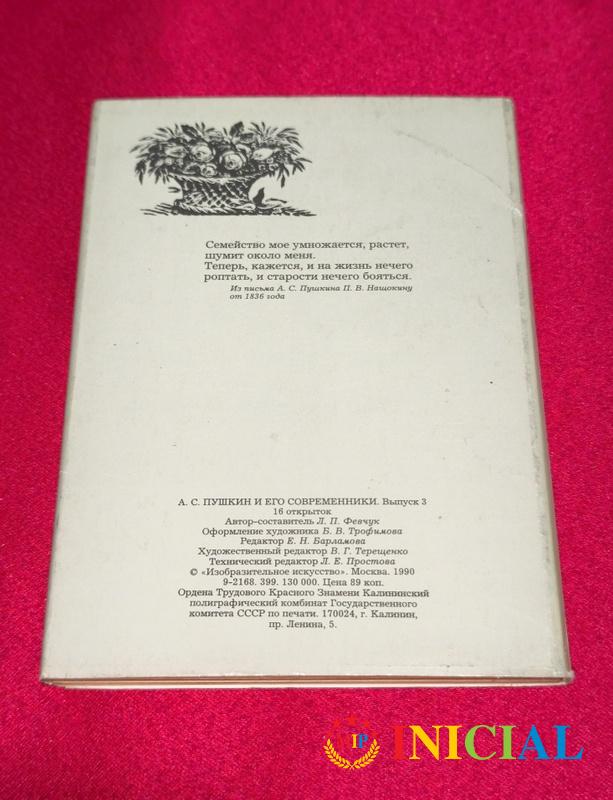 Семейство мое умножается, растет,
шумит около меня.
Теперь, кажется, и на жизнь нечего
роптать, и старости нечего бояться.
Из письма А. С. Пушкина П. В. Нащокину
от 1836 года
А. С. ПУШКИН И ЕГО СОВРЕМЕННИКИ. Выпуск 3
16 открыток
Автор-составитель Л. П. Февчук
Оформление художника Б. В. Трофимова
Редактор Е. Н. Барламова
Художественный редактор В. Г. Терещенко
Технический редактор Л. Е. Простова
© «Изобразительное искусство». Москва. 1990
9-2168. 399. 130 000. Цена 89 коп.
Ордена Трудового Красного Знамени Калининский
полиграфический комбинат Государственного
комитета СССР по печати. 170024, г. Калинин,
пр. Ленина, 5.
IP INICIAL